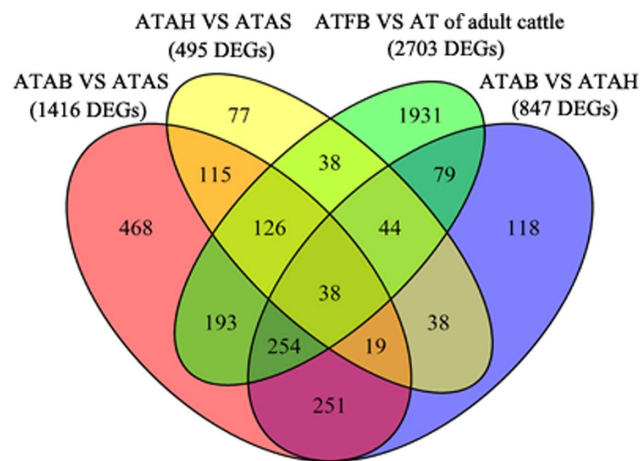 ATAH VS ATAS
(495 DEGs)
ATFB VS AT of adult cattle
(2703 DEGs)
ATAB VS ATAS
(1416 DEGs)
ATAB VS ATAH
(847 DEGs)
77
1931
115
38
79
468
126
44
118
38
193
38
254
19
251